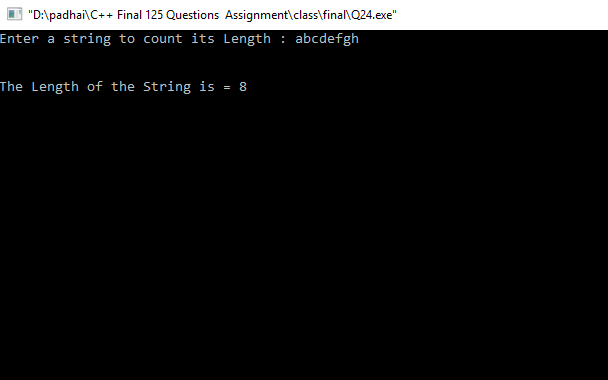 "D:\padhai\C++ Final 125 Questions  Assignment\class\final\Q24.exe"
Enter a string to count its Length : abcdefgh
The Length of the String is = 8